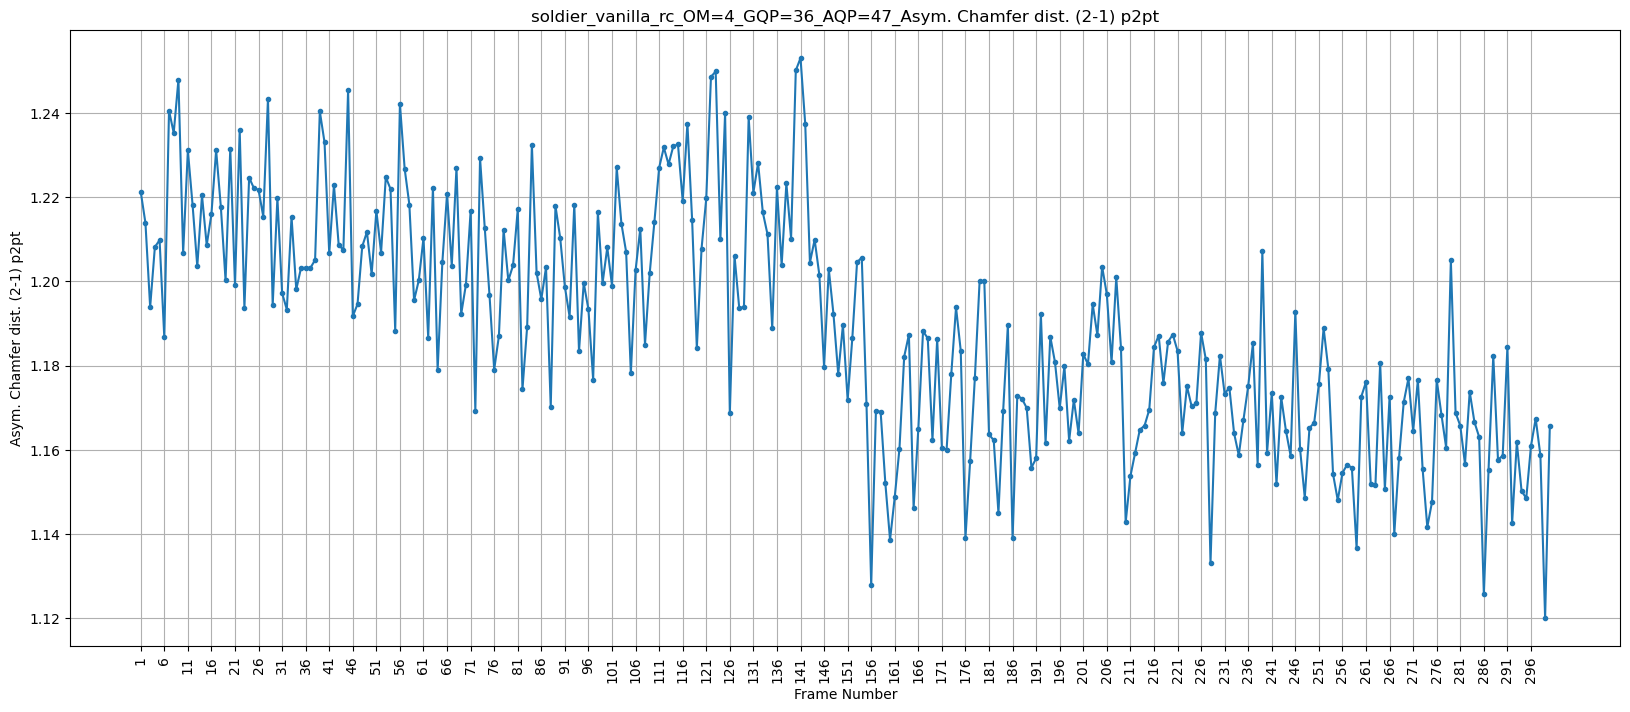 soldier_vanilla_rc_OM=4_GQP=36_AQP=47_Asym. Chamfer dist. (2-1) p2pt
Asym. Chamfer dist. (2-1) p2pt
1.24
1.22
1.20
1.18
1.16
1.14
1.12
1 6 11 16 21 26 31 36 41 46 51 56 61 66 71 76 81 86 91 96 101 106 111 116 121 126 131 136 141 146 151 156 161 166 171 176 181 186 191 196 201 206 211 216 221 226 231 236 241 246 251 256 261 266 271 276 281 286 291 296
Frame Number